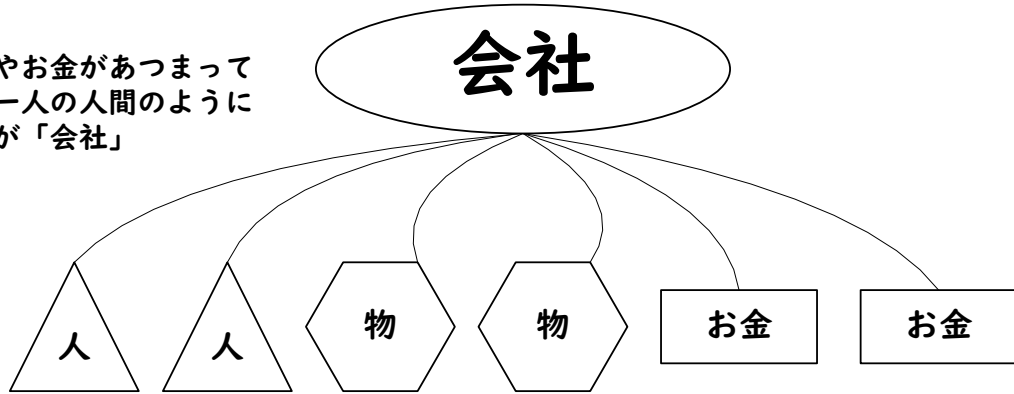 やお金があつまって
一人の人間のように
が「会社」
会社
人
人
物
物
お金
お金